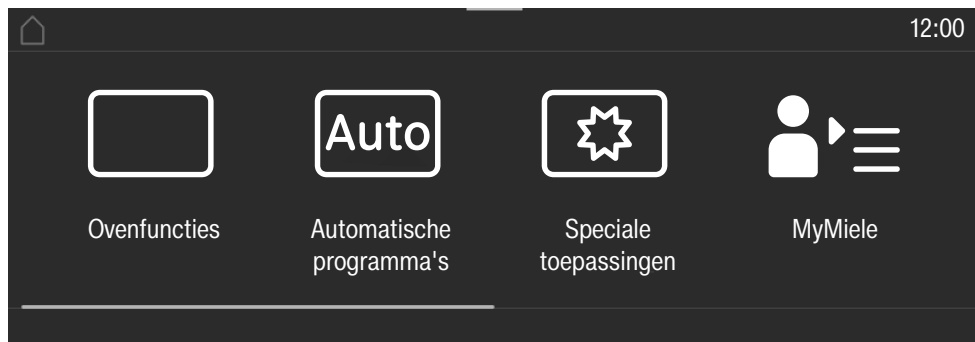 12:00
Auto
Ovenfuncties
Automatische
programma's
Speciale
toepassingen
MyMiele